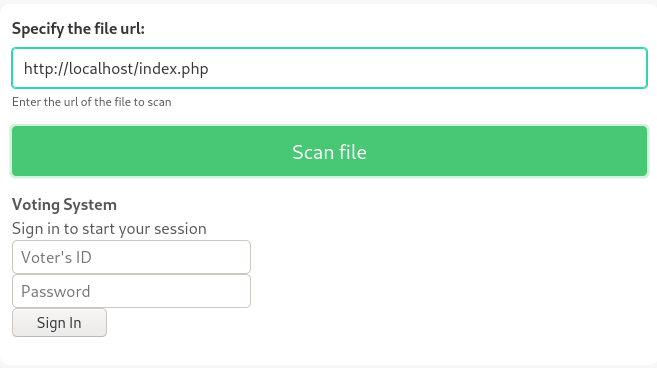 Specify the file url:
http://localhost/index.php
Enter the url of the file to scan
Scan file
Voting System
Sign in to start your session
Voter's ID
Password
Sign In